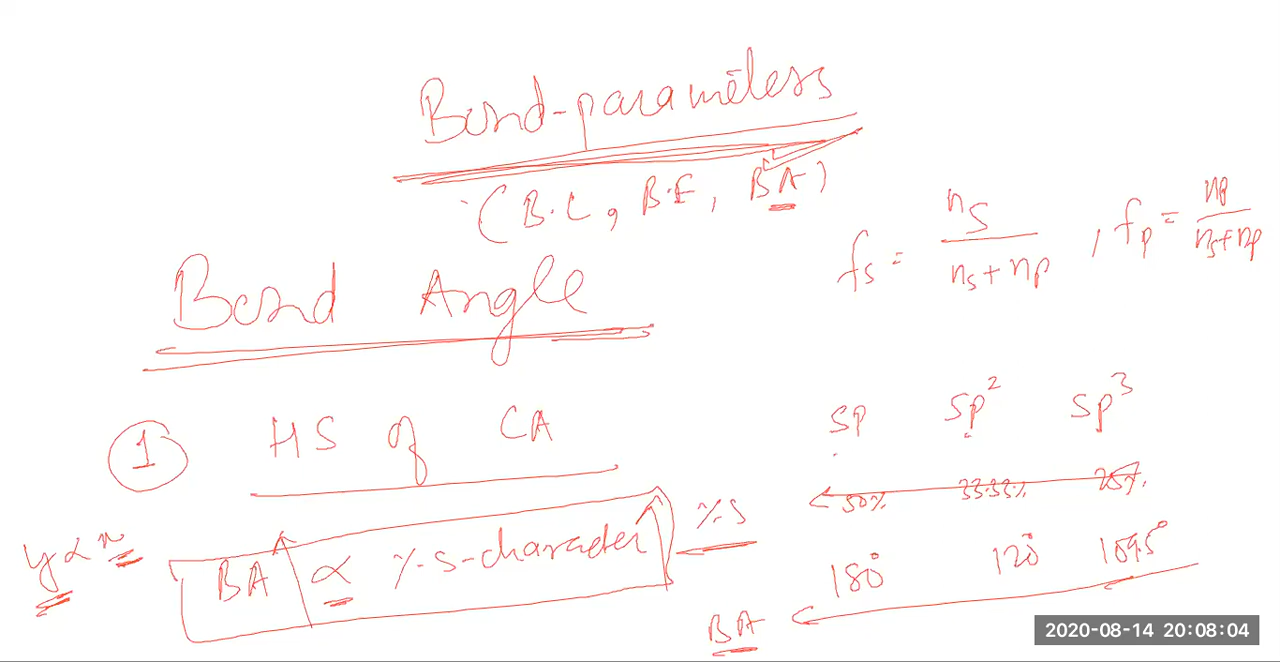 Bond-parameters
(B.L, B.E, BA)
fs = ns / ns + np , fp = np / ns + np
Bond Angle
① HS of CA
sp sp² sp³
%s 50% 33.33% 25%
y ∝ x
BA ↑ ∝ %-s-character ↑
BA 180° 120° 109.5°
2020-08-14 20:08:04